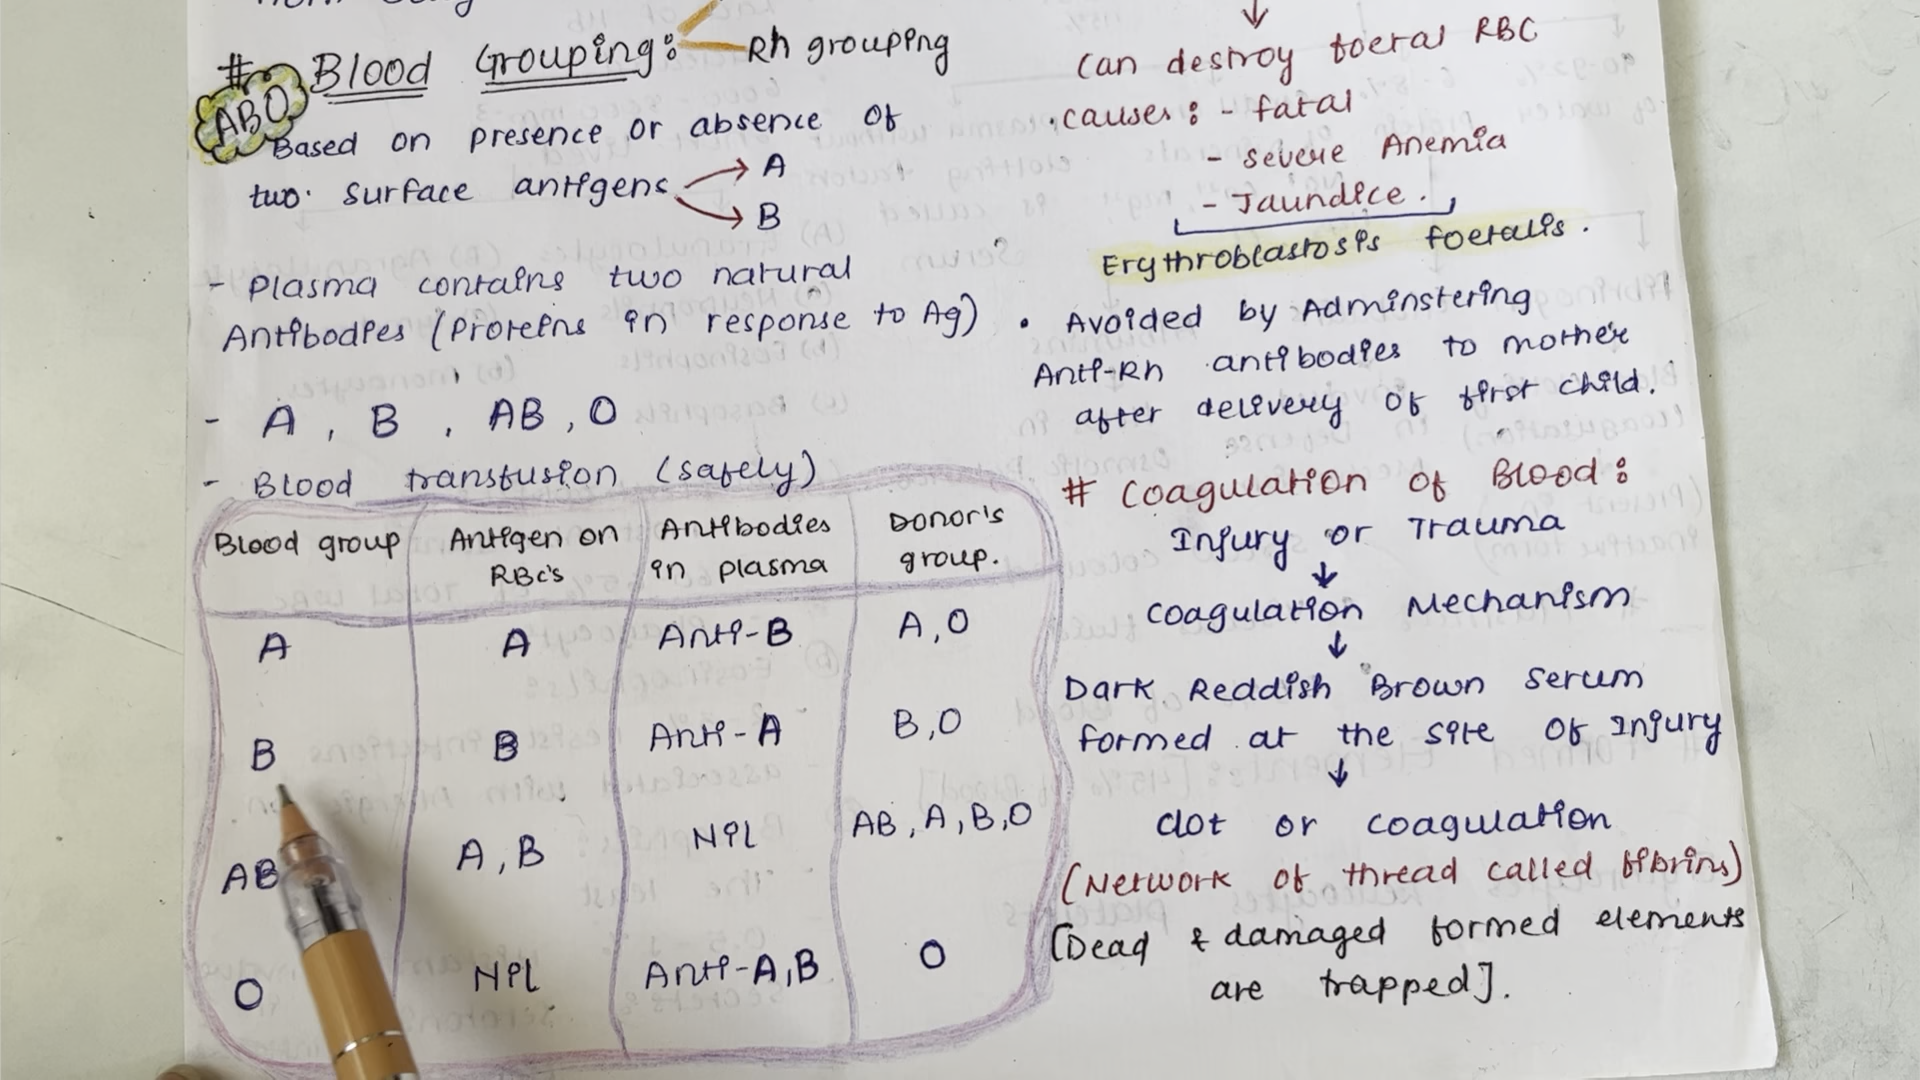 # Blood Grouping:
Rh grouping
ABO
Based on presence or absence of
two surface antigens
A
B
- Plasma contains two natural
Antibodies (Proteins in response to Ag)
- A, B, AB, O
- Blood transfusion (safely)
Blood group | Antigen on RBC's | Antibodies in plasma | Donor's group.
A | A | Anti-B | A, O
B | B | Anti-A | B, O
AB | A, B | Nil | AB, A, B, O
O | Nil | Anti-A, B | O
↓
Can destroy foetal RBC
• causes: - fatal
- severe Anemia
- Jaundice.
Erythroblastosis foetalis.
• Avoided by Adminstering
Anti-Rh antibodies to mother
after delivery of first child.
# Coagulation of Blood:
Injury or Trauma
↓
Coagulation Mechanism
↓
Dark Reddish Brown serum
formed at the site of Injury
↓
clot or coagulation
(Network of thread called fibrins)
[Dead & damaged formed elements
are trapped].